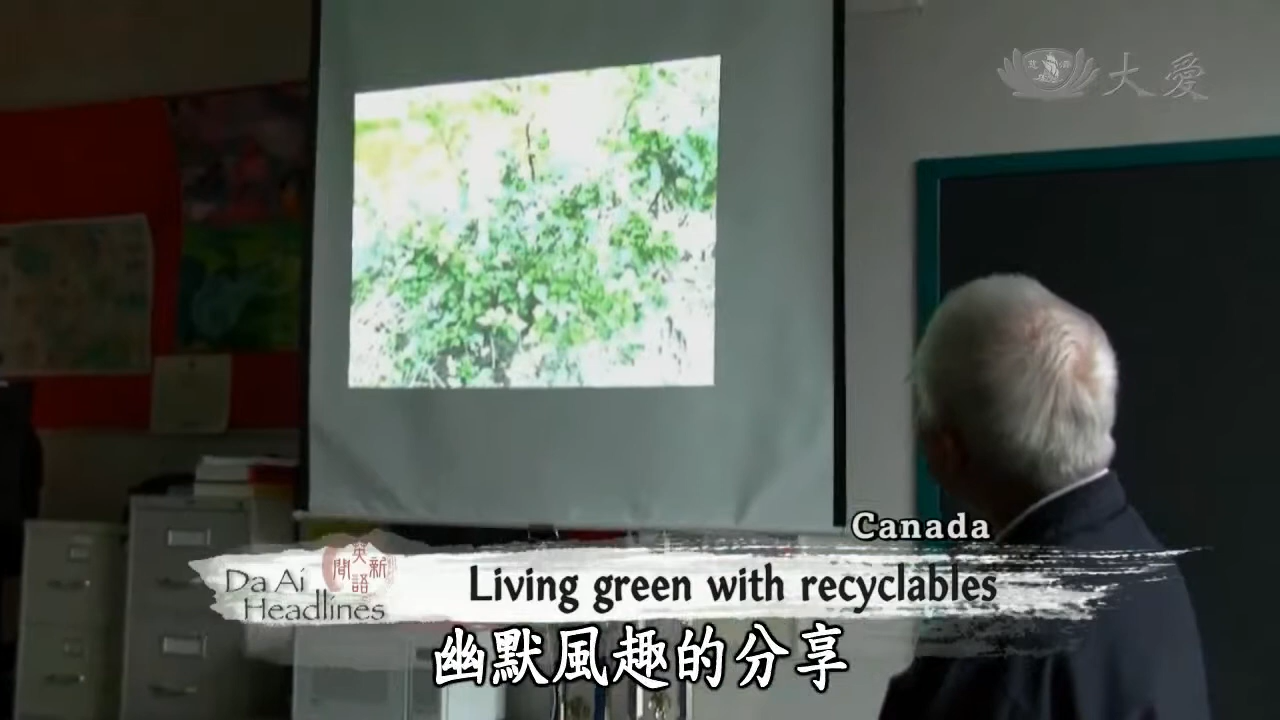 大愛
Canada
Da Ai
Headlines
英語新聞
Living green with recyclables
幽默風趣的分享